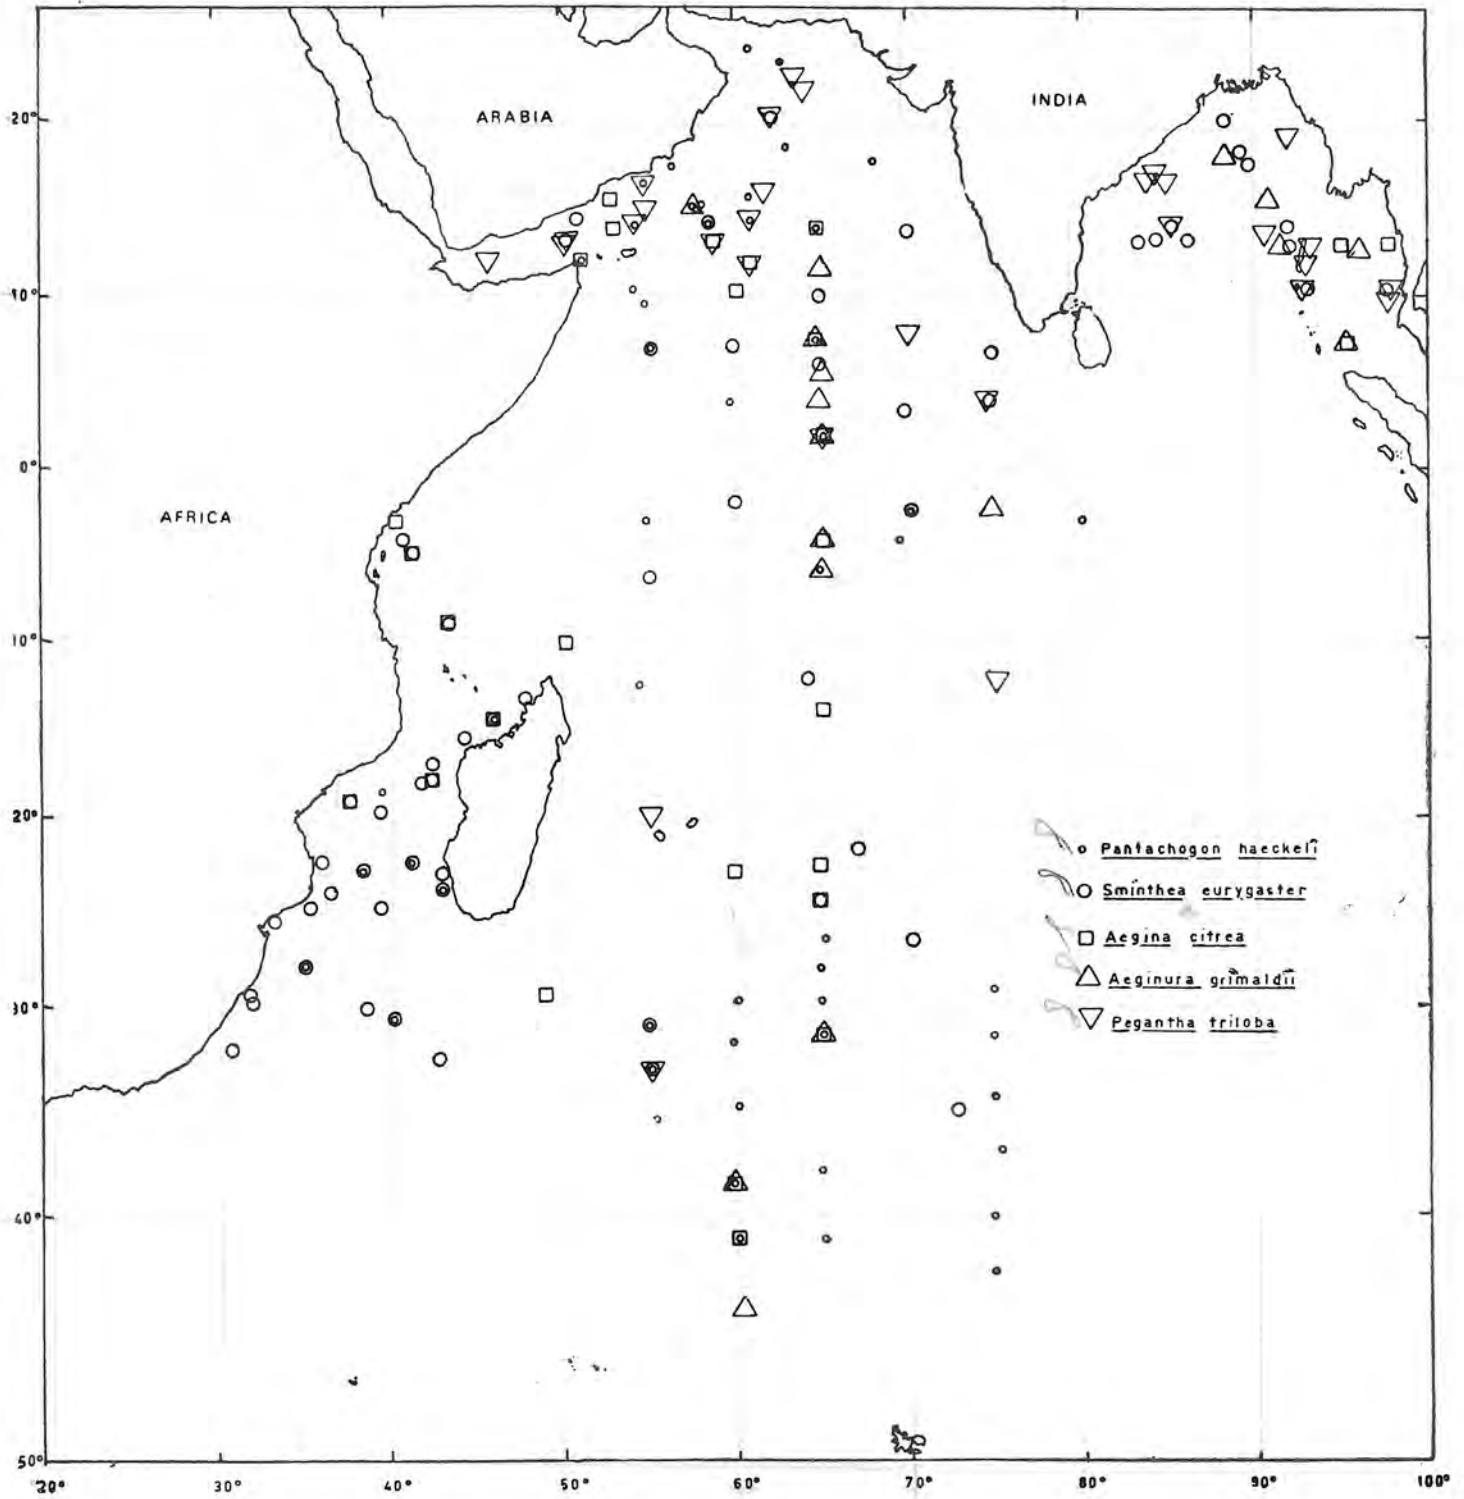 ARABIA
INDIA
AFRICA
20°
10°
0°
10°
20°
30°
40°
50°
Pantachogon haeckeli
Sminthea eurygaster
Aegina citrea
Aeginura grimaldii
Pegantha triloba
20° 30° 40° 50° 60° 70° 80° 90° 100°